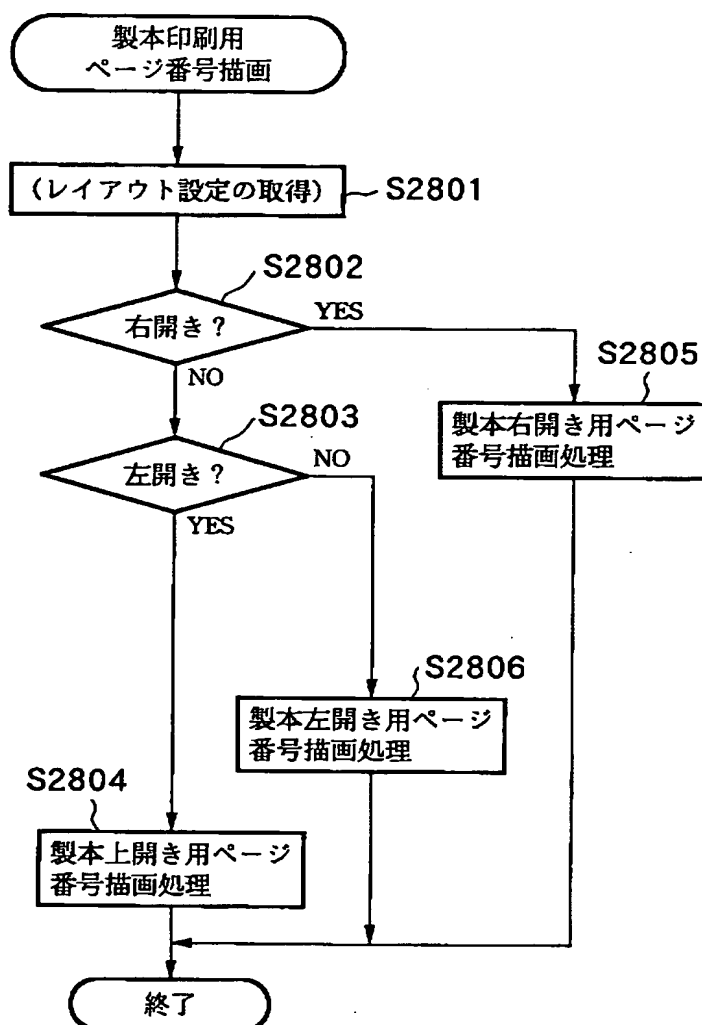 製本印刷用
ページ番号描画
(レイアウト設定の取得)
S2801
S2802
右開き?
YES
NO
S2805
製本右開き用ページ
番号描画処理
S2803
左開き?
NO
YES
S2806
製本左開き用ページ
番号描画処理
S2804
製本上開き用ページ
番号描画処理
終了